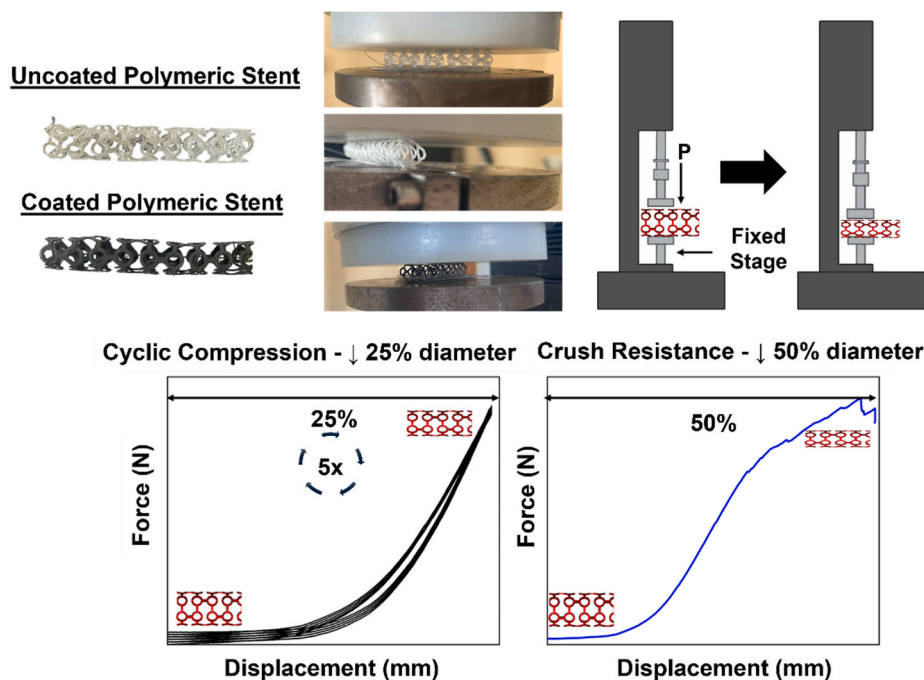 Uncoated Polymeric Stent
Coated Polymeric Stent
P
Fixed
Stage
Cyclic Compression - ↓ 25% diameter
25%
5x
Force (N)
Displacement (mm)
Crush Resistance - ↓ 50% diameter
50%
Force (N)
Displacement (mm)